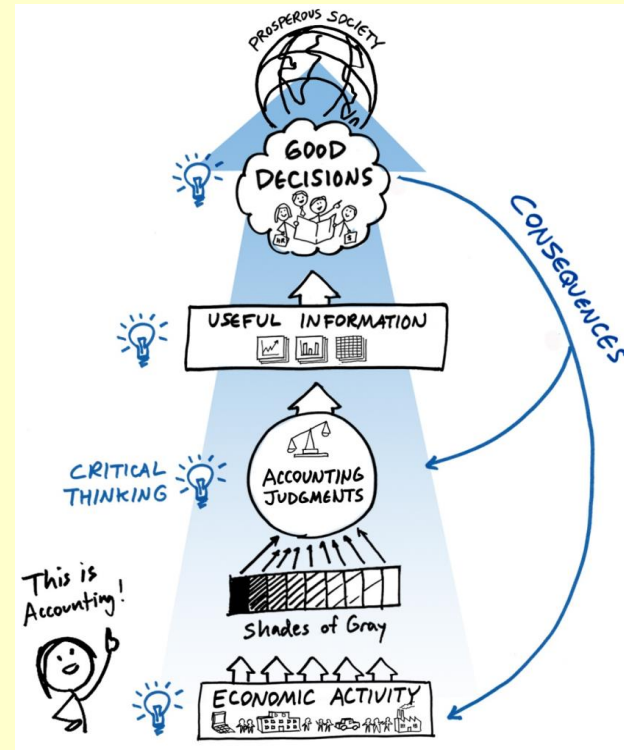 PROSPEROUS SOCIETY
GOOD
DECISIONS
HR
$
CONSEQUENCES
USEFUL INFORMATION
CRITICAL
THINKING
ACCOUNTING
JUDGMENTS
Shades of Gray
This is
Accounting!
ECONOMIC ACTIVITY